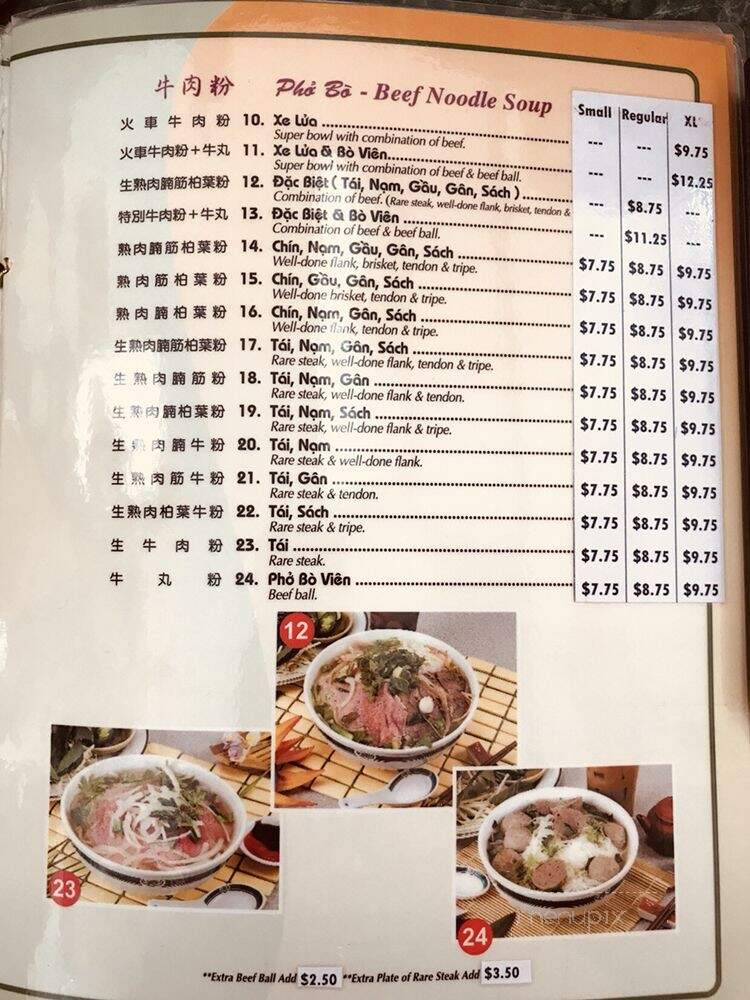 牛肉粉 Phở Bò - Beef Noodle Soup
Small Regular XL
火車牛肉粉 10. Xe Lửa --- --- $9.75
Super bowl with combination of beef.
火車牛肉粉+牛丸 11. Xe Lửa & Bò Viên --- --- $12.25
Super bowl with combination of beef & beef ball.
生熟肉腩筋柏葉粉 12. Đặc Biệt ( Tái, Nạm, Gầu, Gân, Sách ) --- $8.75 ---
Combination of beef. (Rare steak, well-done flank, brisket, tendon &
特別牛肉粉+牛丸 13. Đặc Biệt & Bò Viên --- $11.25 ---
Combination of beef & beef ball.
熟肉腩筋柏葉粉 14. Chín, Nạm, Gầu, Gân, Sách $7.75 $8.75 $9.75
Well-done flank, brisket, tendon & tripe.
熟肉筋柏葉粉 15. Chín, Gầu, Gân, Sách $7.75 $8.75 $9.75
Well-done brisket, tendon & tripe.
熟肉腩柏葉粉 16. Chín, Nạm, Gân, Sách $7.75 $8.75 $9.75
Well-done flank, tendon & tripe.
生熟肉腩筋柏葉粉 17. Tái, Nạm, Gân, Sách $7.75 $8.75 $9.75
Rare steak, well-done flank, tendon & tripe.
生熟肉腩筋粉 18. Tái, Nạm, Gân $7.75 $8.75 $9.75
Rare steak, well-done flank & tendon.
生熟肉腩柏葉粉 19. Tái, Nạm, Sách $7.75 $8.75 $9.75
Rare steak, well-done flank & tripe.
生熟肉腩牛粉 20. Tái, Nạm $7.75 $8.75 $9.75
Rare steak & well-done flank.
生熟肉筋牛粉 21. Tái, Gân $7.75 $8.75 $9.75
Rare steak & tendon.
生熟肉柏葉牛粉 22. Tái, Sách $7.75 $8.75 $9.75
Rare steak & tripe.
生牛肉粉 23. Tái $7.75 $8.75 $9.75
Rare steak.
牛丸粉 24. Phở Bò Viên $7.75 $8.75 $9.75
Beef ball.
12
23
24
menupix
**Extra Beef Ball Add $2.50 **Extra Plate of Rare Steak Add $3.50